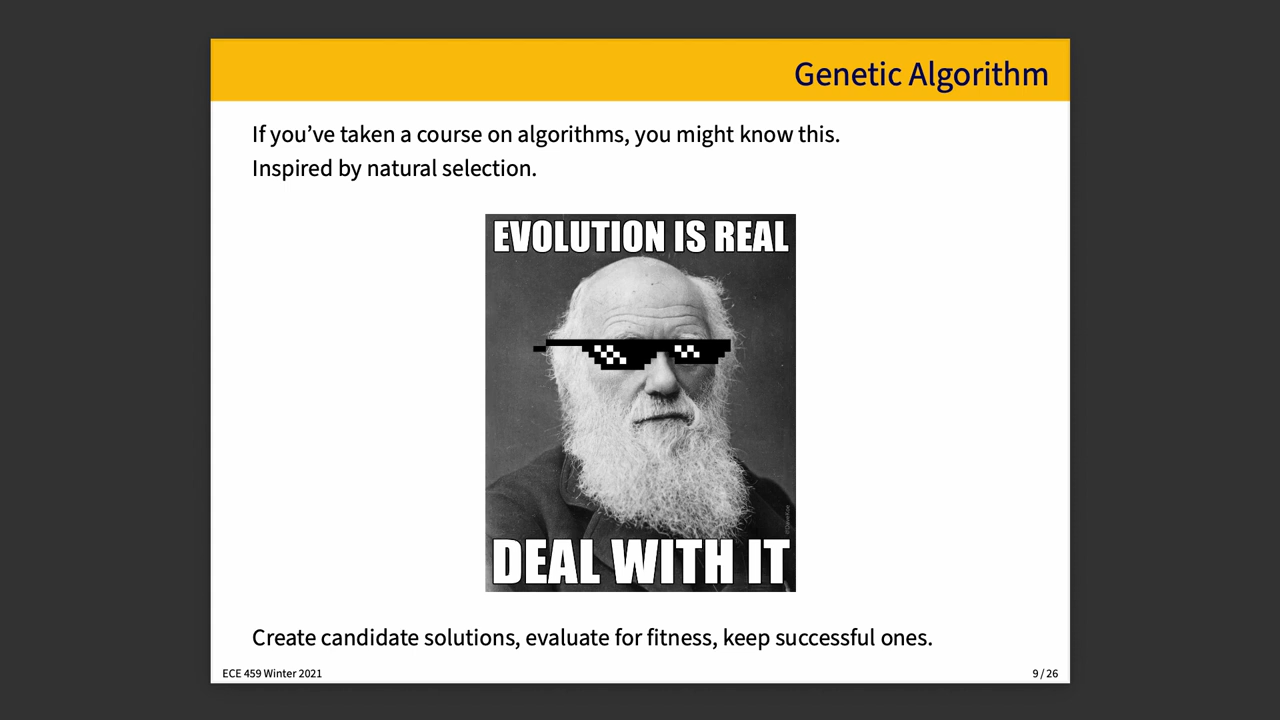 Genetic Algorithm
If you’ve taken a course on algorithms, you might know this.
Inspired by natural selection.
EVOLUTION IS REAL
DEAL WITH IT
Create candidate solutions, evaluate for fitness, keep successful ones.
ECE 459 Winter 2021
9 / 26